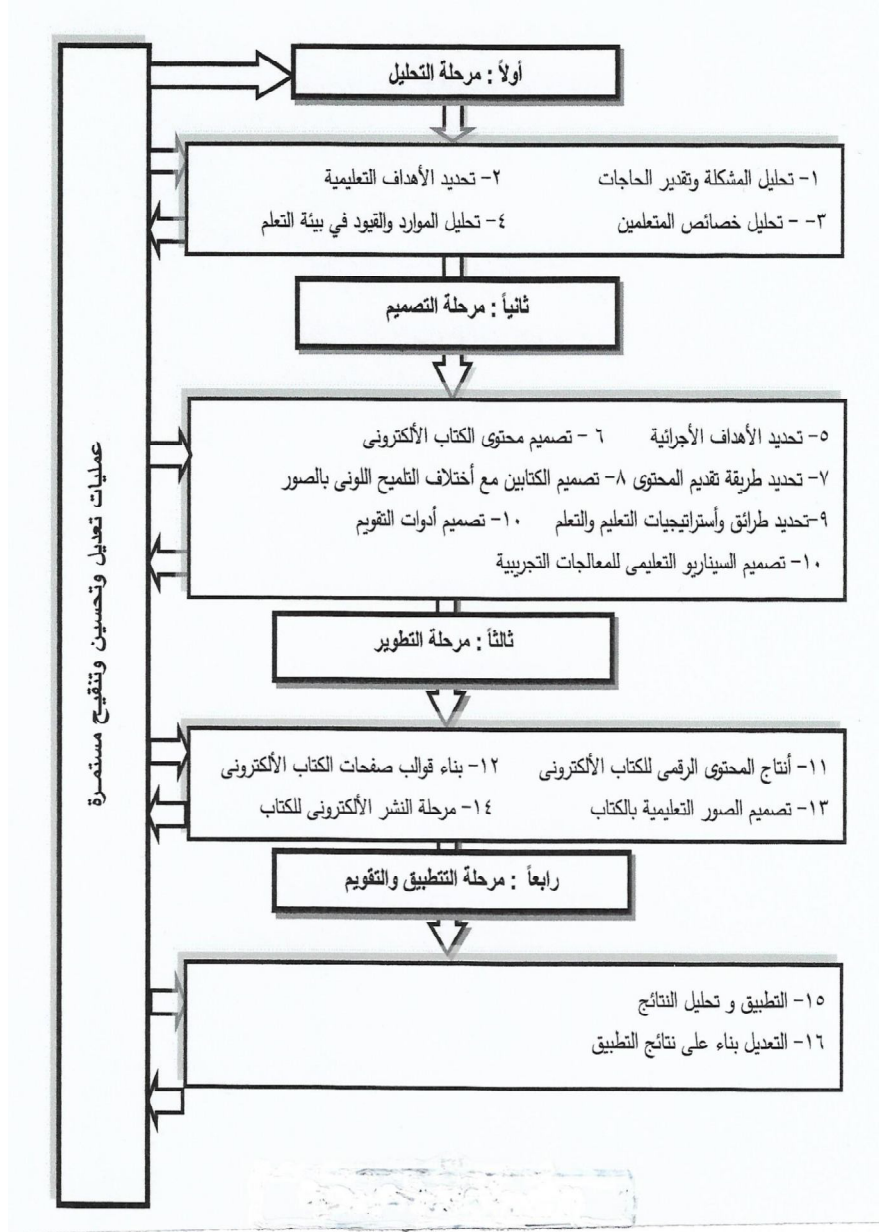 أولاً : مرحلة التحليل
١- تحليل المشكلة وتقدير الحاجات ٢- تحديد الأهداف التعليمية
٣- - تحليل خصائص المتعلمين ٤- تحليل الموارد والقيود في بيئة التعلم
ثانياً : مرحلة التصميم
٥- تحديد الأهداف الأجرائية ٦ - تصميم محتوى الكتاب الألكترونى
٧- تحديد طريقة تقديم المحتوى ٨- تصميم الكتابين مع أختلاف التلميح اللونى بالصور
٩-تحديد طرائق وأستراتيجيات التعليم والتعلم ١٠- تصميم أدوات التقويم
١٠- تصميم السيناريو التعليمى للمعالجات التجريبية
ثالثاً : مرحلة التطوير
١١- أنتاج المحتوى الرقمى للكتاب الألكترونى ١٢- بناء قوالب صفحات الكتاب الألكترونى
١٣- تصميم الصور التعليمية بالكتاب ١٤- مرحلة النشر الألكترونى للكتاب
رابعاً : مرحلة التتطبيق والتقويم
١٥- التطبيق و تحليل النتائج
١٦- التعديل بناء على نتائج التطبيق
عمليات تعديل وتحسين وتنقيح مستمرة